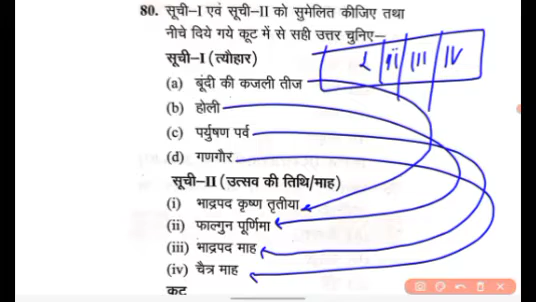 80. सूची–I एवं सूची–II को सुमेलित कीजिए तथा
नीचे दिये गये कूट में से सही उत्तर चुनिए–
सूची–I (त्यौहार)
(a) बूंदी की कजली तीज
(b) होली
(c) पर्युषण पर्व
(d) गणगौर
सूची–II (उत्सव की तिथि/माह)
(i) भाद्रपद कृष्ण तृतीया
(ii) फाल्गुन पूर्णिमा
(iii) भाद्रपद माह
(iv) चैत्र माह
कूट
ii III IV